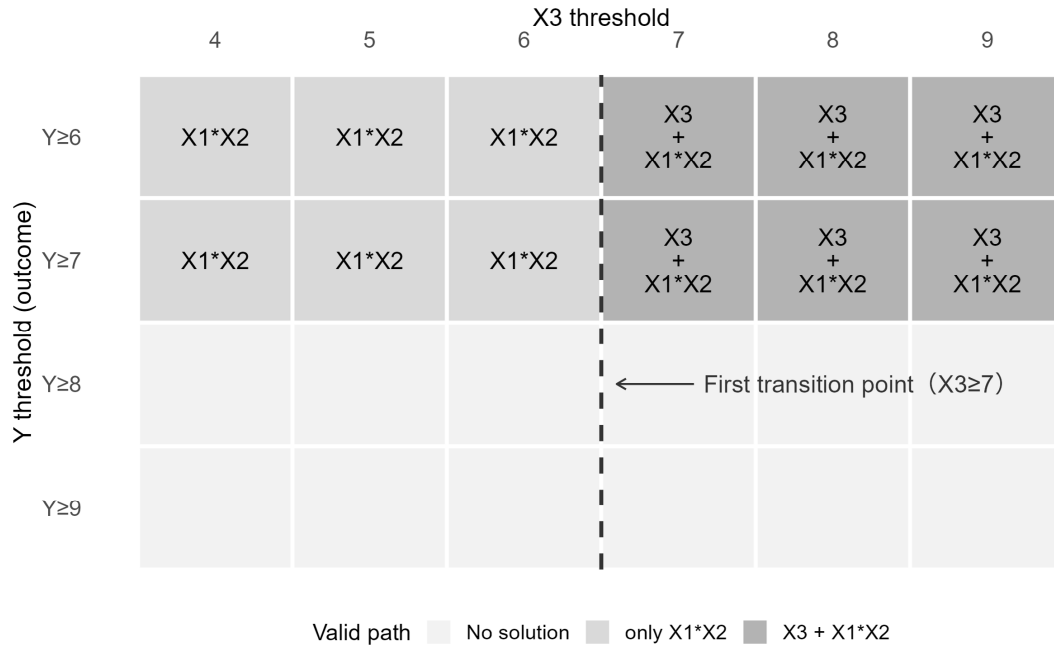 X3 threshold
4 5 6 7 8 9
Y threshold (outcome)
Y≥6
X1*X2
X1*X2
X1*X2
X3
+
X1*X2
X3
+
X1*X2
X3
+
X1*X2
Y≥7
X1*X2
X1*X2
X1*X2
X3
+
X1*X2
X3
+
X1*X2
X3
+
X1*X2
Y≥8
First transition point（X3≥7）
Y≥9
Valid path No solution only X1*X2 X3 + X1*X2